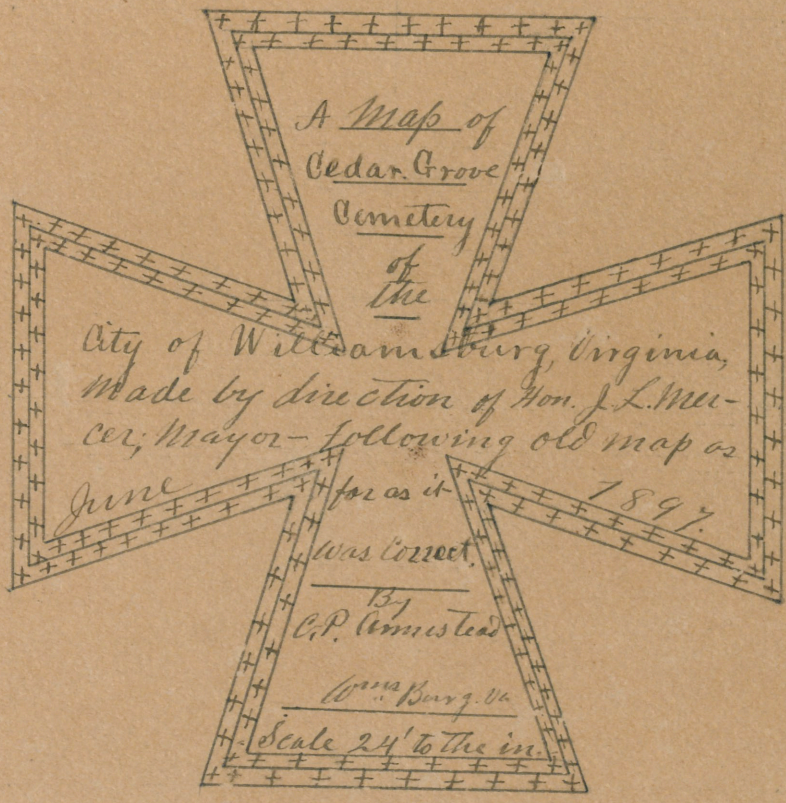 A Map of
Cedar. Grove
Cemetery
of
the
City of Williamsburg, Virginia,
Made by direction of Hon. J. L. Mer-
cer; Mayor - following old map as
far as it
June 1897.
was Correct.
By
C. P. Armistead
Wms Burg. Va
Scale 24' to the in.